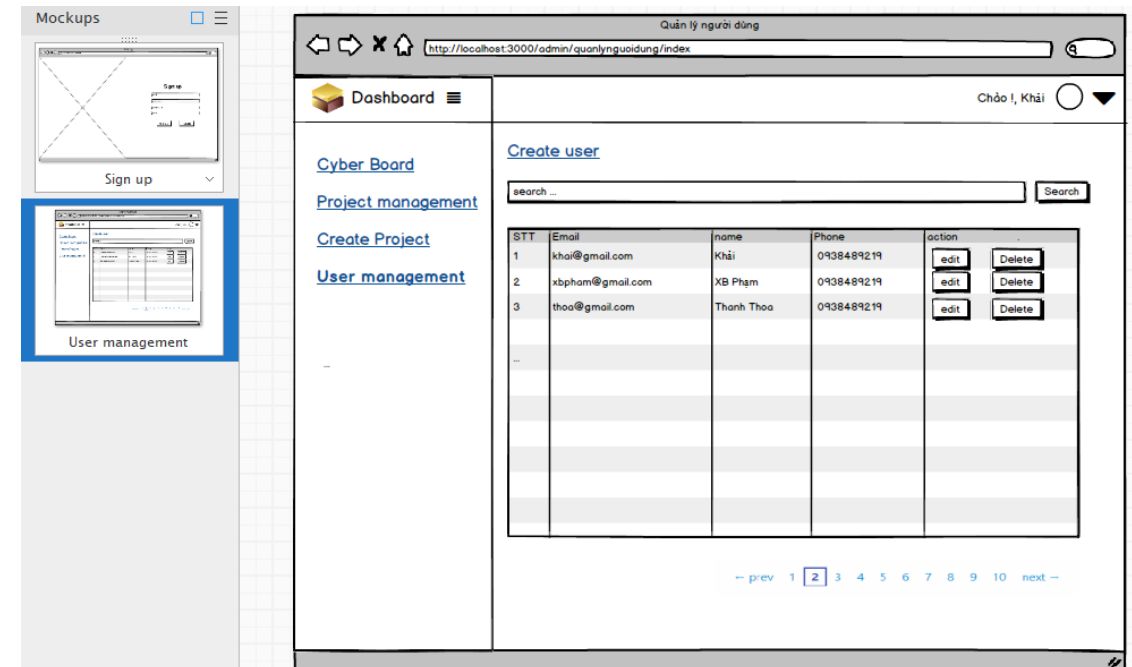 Mockups
Sign up
User management
Quản lý người dùng
http://localhost:3000/admin/quanlynguoidung/index
Dashboard
Chào !, Khải
Cyber Board
Project management
Create Project
User management
...
Create user
search ...
Search
STT Email name Phone action .
1 khai@gmail.com Khải 0938489219 edit Delete
2 xbpham@gmail.com XB Phạm 0938489219 edit Delete
3 thoa@gmail.com Thanh Thoa 0938489219 edit Delete
...
← prev 1 2 3 4 5 6 7 8 9 10 next →